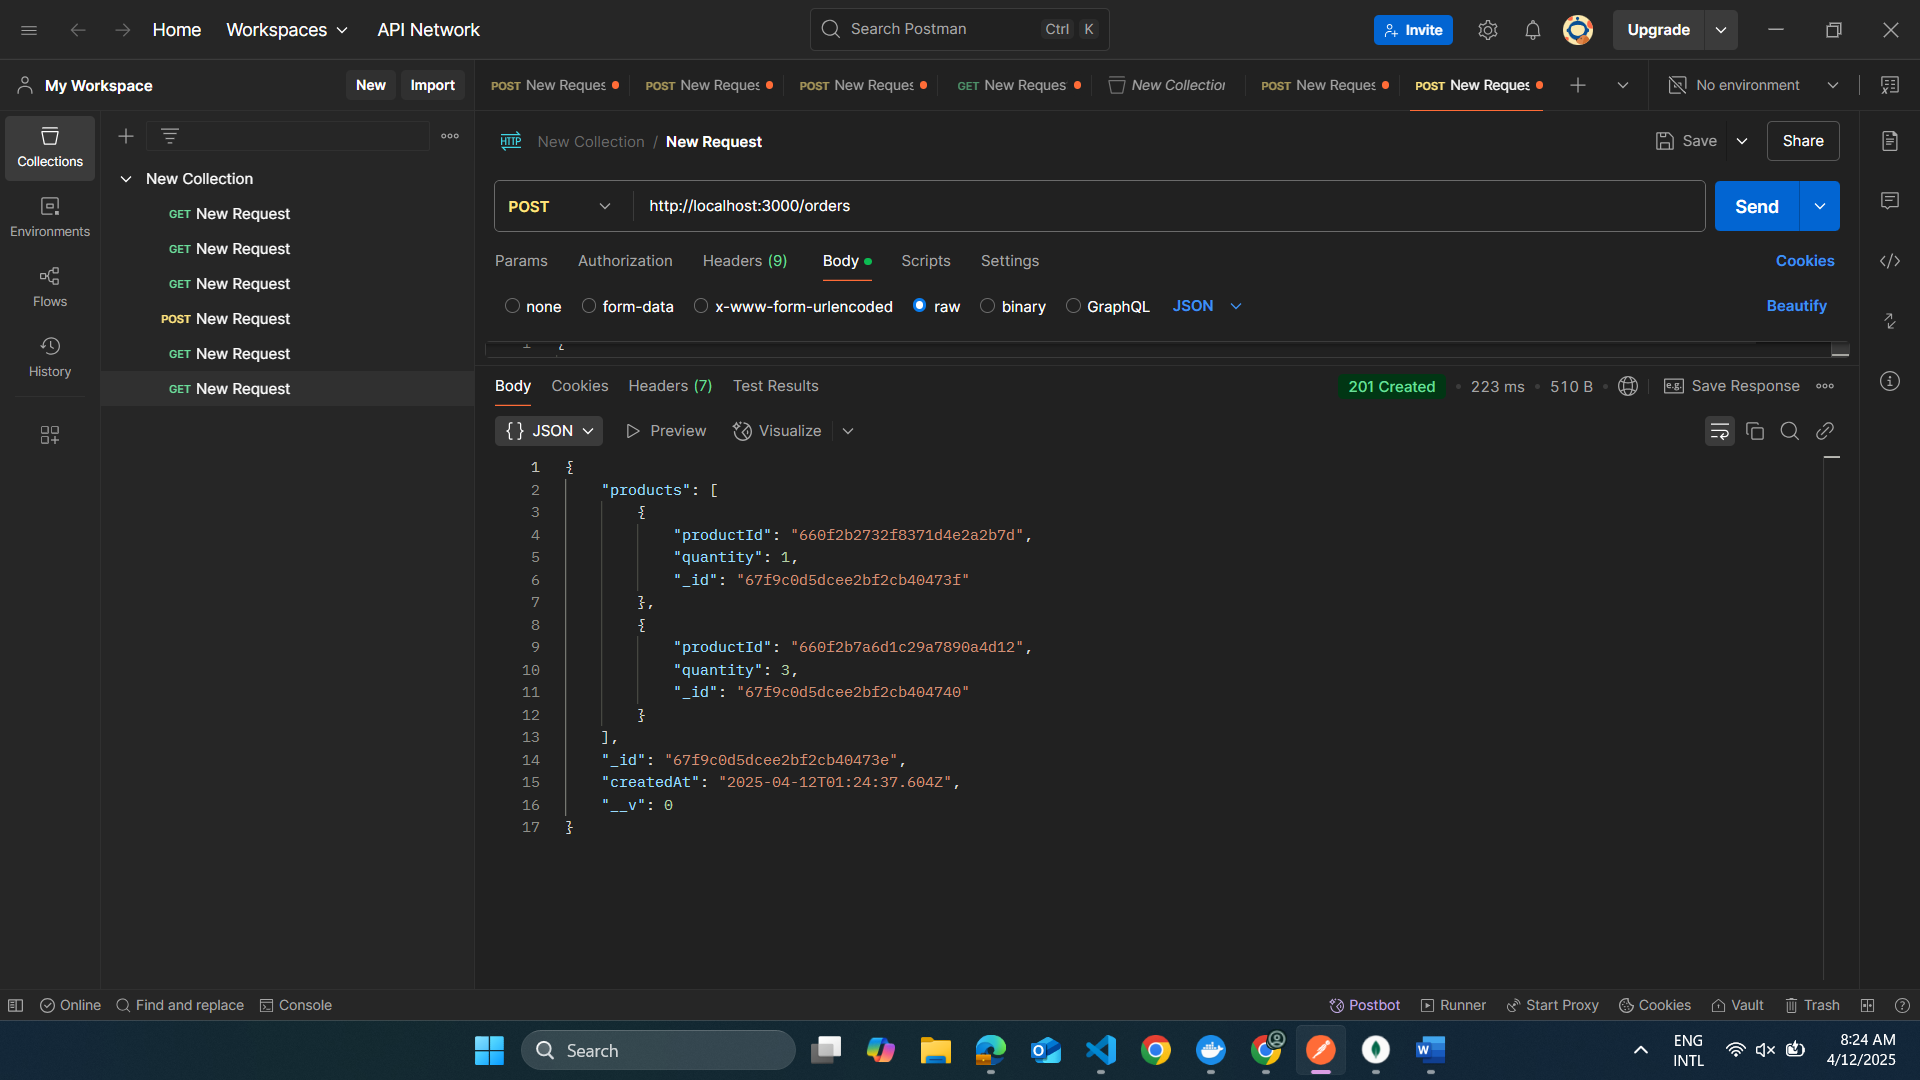 Home Workspaces API Network Search Postman Ctrl K Invite Upgrade
My Workspace New Import POST New Reques POST New Reques POST New Reques GET New Reques New Collection POST New Reques POST New Reques No environment
Collections
Environments
Flows
History
New Collection
GET New Request
GET New Request
GET New Request
POST New Request
GET New Request
GET New Request
HTTP New Collection / New Request Save Share
POST http://localhost:3000/orders Send
Params Authorization Headers (9) Body Scripts Settings Cookies
none form-data x-www-form-urlencoded raw binary GraphQL JSON Beautify
1 {
Body Cookies Headers (7) Test Results 201 Created 223 ms 510 B e.g. Save Response
{} JSON Preview Visualize
1 {
2 "products": [
3 {
4 "productId": "660f2b2732f8371d4e2a2b7d",
5 "quantity": 1,
6 "_id": "67f9c0d5dcee2bf2cb40473f"
7 },
8 {
9 "productId": "660f2b7a6d1c29a7890a4d12",
10 "quantity": 3,
11 "_id": "67f9c0d5dcee2bf2cb404740"
12 }
13 ],
14 "_id": "67f9c0d5dcee2bf2cb40473e",
15 "createdAt": "2025-04-12T01:24:37.604Z",
16 "__v": 0
17 }
Online Find and replace Console Postbot Runner Start Proxy Cookies Vault Trash
Search
ENG
INTL
8:24 AM
4/12/2025